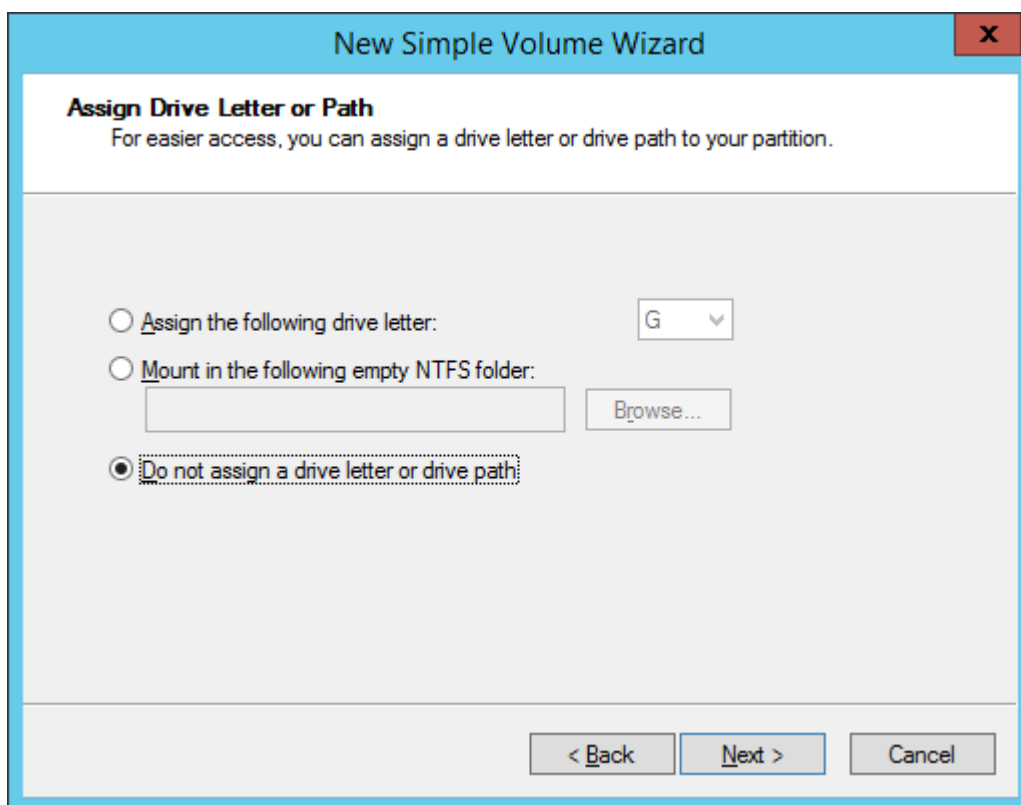 New Simple Volume Wizard
x
Assign Drive Letter or Path
For easier access, you can assign a drive letter or drive path to your partition.
Assign the following drive letter: G
Mount in the following empty NTFS folder:
Browse...
Do not assign a drive letter or drive path
< Back Next > Cancel